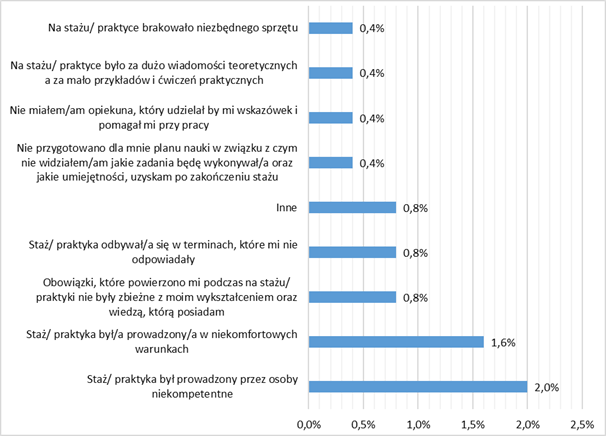 Na stażu/ praktyce brakowało niezbędnego sprzętu
0,4%
Na stażu/ praktyce było za dużo wiadomości teoretycznych
a za mało przykładów i ćwiczeń praktycznych
0,4%
Nie miałem/am opiekuna, który udzielał by mi wskazówek i
pomagał mi przy pracy
0,4%
Nie przygotowano dla mnie planu nauki w związku z czym
nie widziałem/am jakie zadania będę wykonywał/a oraz
jakie umiejętności, uzyskam po zakończeniu stażu
0,4%
Inne
0,8%
Staż/ praktyka odbywał/a się w terminach, które mi nie
odpowiadały
0,8%
Obowiązki, które powierzono mi podczas na stażu/
praktyki nie były zbieżne z moim wykształceniem oraz
wiedzą, którą posiadam
0,8%
Staż/ praktyka był/a prowadzony/a w niekomfortowych
warunkach
1,6%
Staż/ praktyka był prowadzony przez osoby
niekompetentne
2,0%
0,0% 0,5% 1,0% 1,5% 2,0% 2,5%